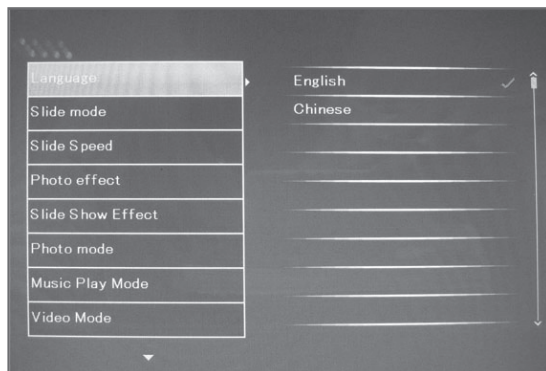 Language
English
Slide mode
Chinese
Slide Speed
Photo effect
Slide Show Effect
Photo mode
Music Play Mode
Video Mode